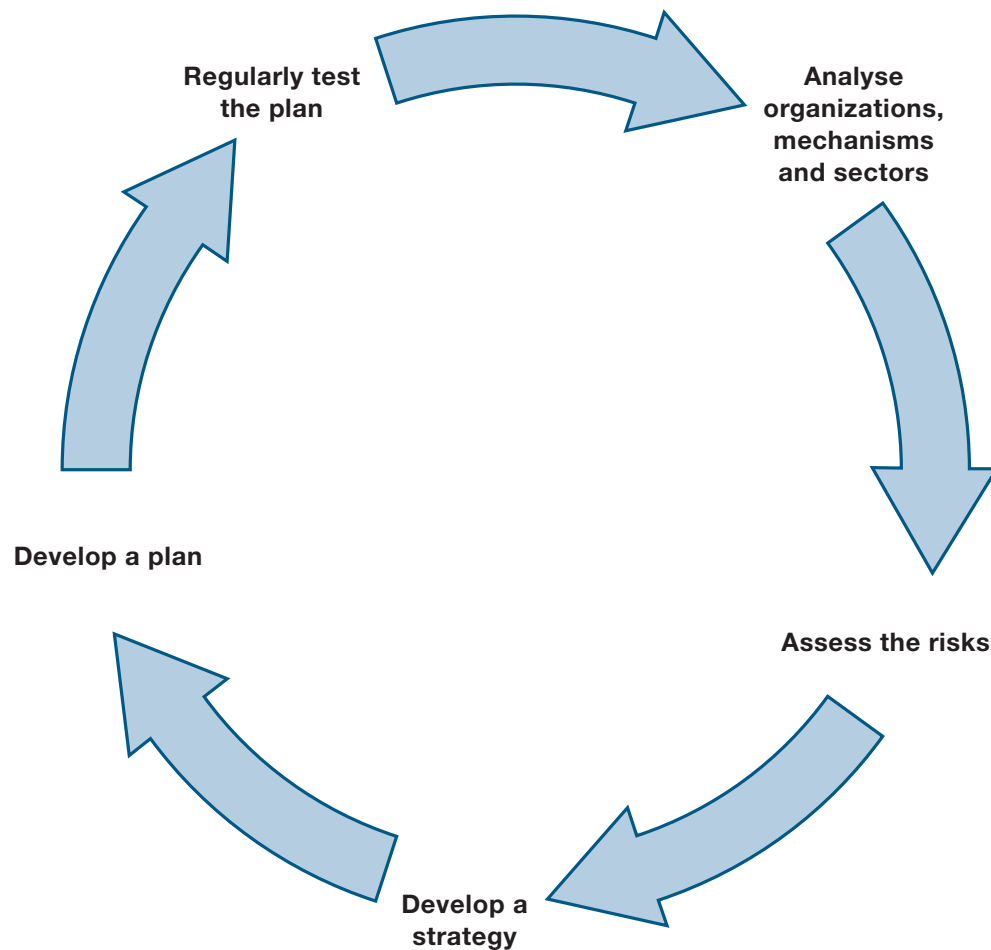 Regularly test
the plan
Analyse
organizations,
mechanisms
and sectors
Assess the risks
Develop a
strategy
Develop a plan